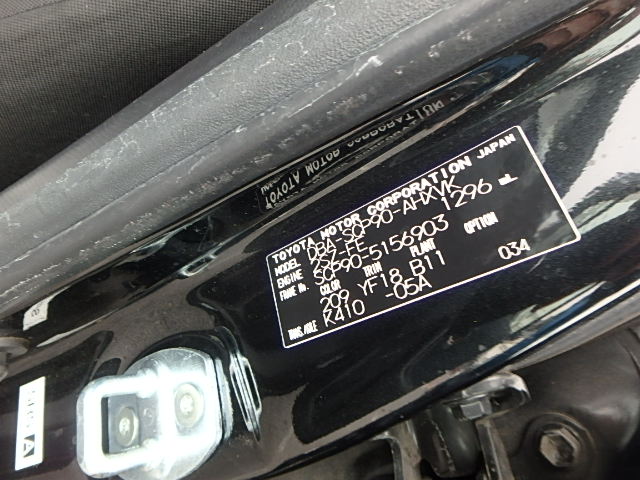 TOYOTA MOTOR CORPORATION JAPAN
MODEL DBA-SCP90-AHXVK
ENGINE 2SZ-FE 1296 mL
FRAME No. SCP90-5156903
COLOR TRIM PLANT OPTION
209 YF18 B11 034
TRANS./AXLE K410 -05A
A